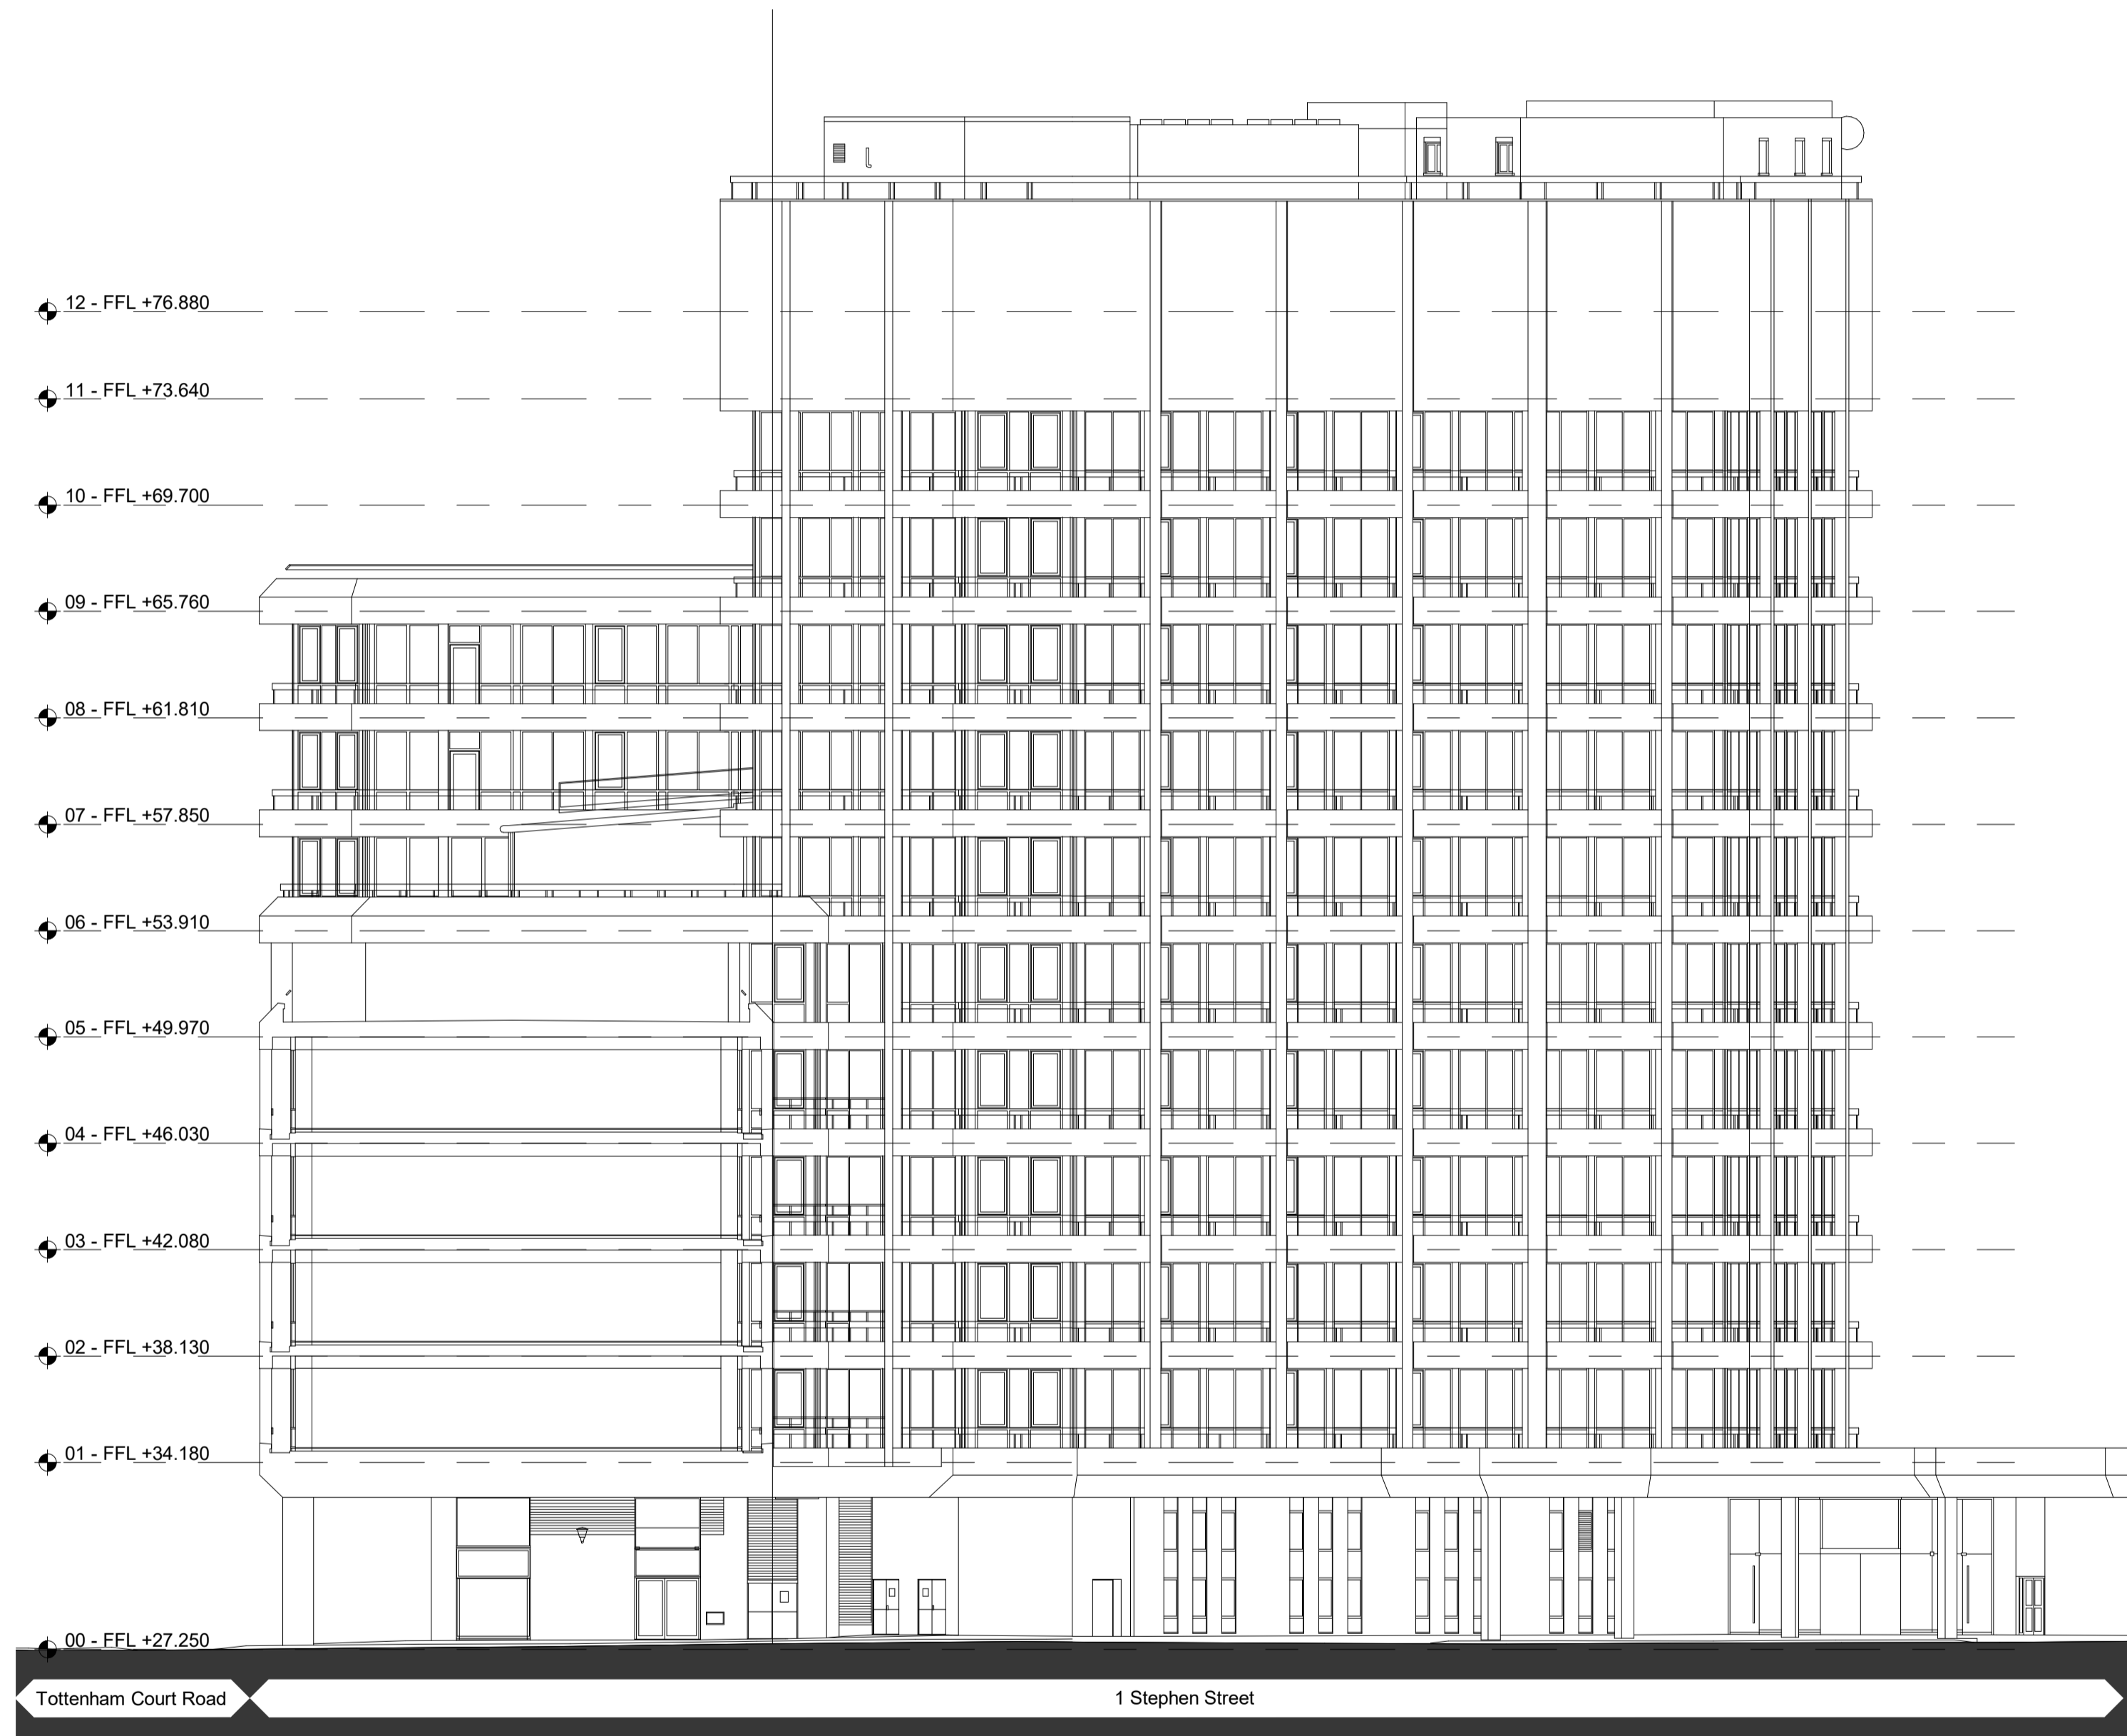 12 - FFL +76.880
11 - FFL +73.640
10 - FFL +69.700
09 - FFL +65.760
08 - FFL +61.810
07 - FFL +57.850
06 - FFL +53.910
05 - FFL +49.970
04 - FFL +46.030
03 - FFL +42.080
02 - FFL +38.130
01 - FFL +34.180
00 - FFL +27.250
Tottenham Court Road
1 Stephen Street